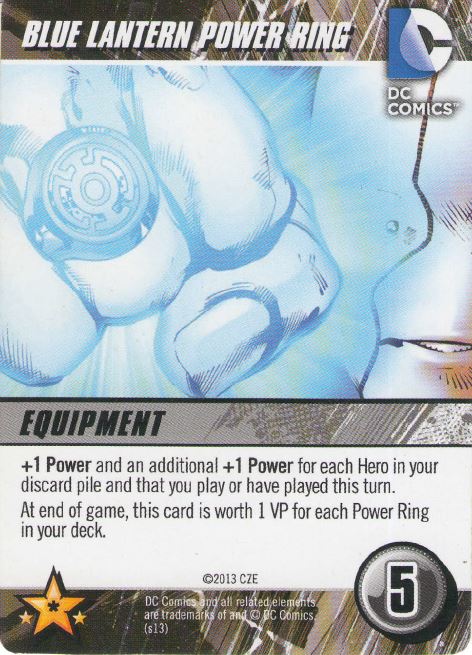 BLUE LANTERN POWER RING
DC
COMICS™
EQUIPMENT
+1 Power and an additional +1 Power for each Hero in your
discard pile and that you play or have played this turn.
At end of game, this card is worth 1 VP for each Power Ring
in your deck.
©2013 CZE
DC Comics and all related elements
are trademarks of and © DC Comics.
(s13)
*
5